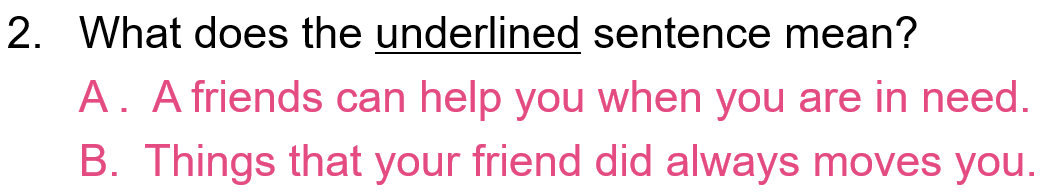 2. What does the underlined sentence mean?
A . A friends can help you when you are in need.
B. Things that your friend did always moves you.